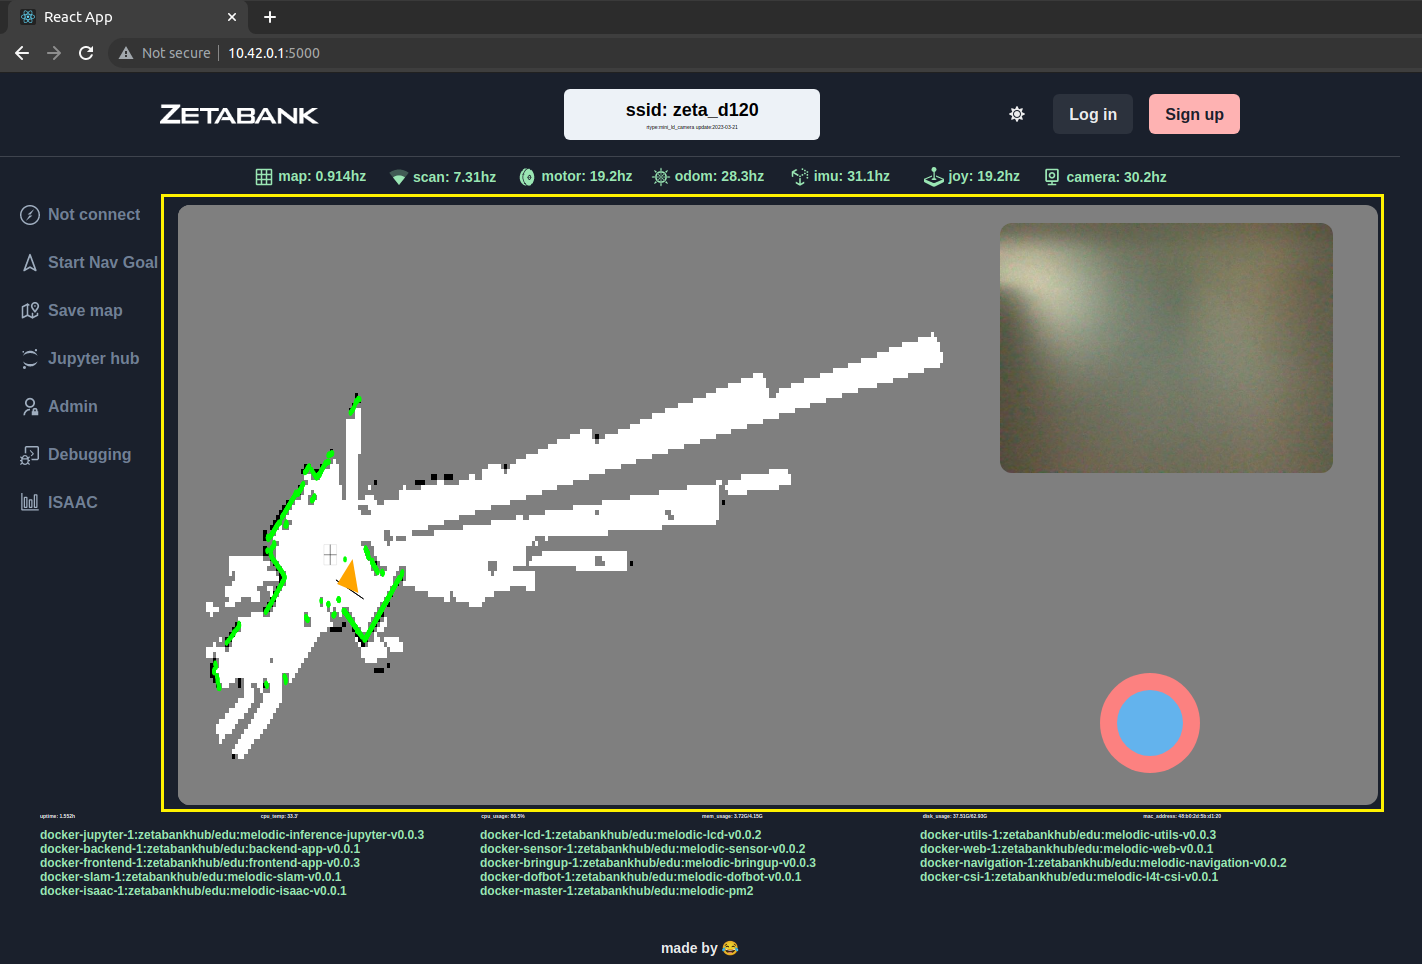 React App
Not secure
10.42.0.1:5000
ZETABANK
ssid: zeta_d120
rtype:mini_ld_camera update:2023-03-21
Log in
Sign up
map: 0.914hz
scan: 7.31hz
motor: 19.2hz
odom: 28.3hz
imu: 31.1hz
joy: 19.2hz
camera: 30.2hz
Not connect
Start Nav Goal
Save map
Jupyter hub
Admin
Debugging
ISAAC
uptime: 1.552h
cpu_temp: 33.3'
cpu_usage: 86.5%
mem_usage: 3.72G/4.15G
disk_usage: 37.51G/62.93G
mac_address: 48:b0:2d:5b:d1:20
docker-jupyter-1:zetabankhub/edu:melodic-inference-jupyter-v0.0.3
docker-backend-1:zetabankhub/edu:backend-app-v0.0.1
docker-frontend-1:zetabankhub/edu:frontend-app-v0.0.3
docker-slam-1:zetabankhub/edu:melodic-slam-v0.0.1
docker-isaac-1:zetabankhub/edu:melodic-isaac-v0.0.1
docker-lcd-1:zetabankhub/edu:melodic-lcd-v0.0.2
docker-sensor-1:zetabankhub/edu:melodic-sensor-v0.0.2
docker-bringup-1:zetabankhub/edu:melodic-bringup-v0.0.3
docker-dofbot-1:zetabankhub/edu:melodic-dofbot-v0.0.1
docker-master-1:zetabankhub/edu:melodic-pm2
docker-utils-1:zetabankhub/edu:melodic-utils-v0.0.3
docker-web-1:zetabankhub/edu:melodic-web-v0.0.1
docker-navigation-1:zetabankhub/edu:melodic-navigation-v0.0.2
docker-csi-1:zetabankhub/edu:melodic-l4t-csi-v0.0.1
made by 😂